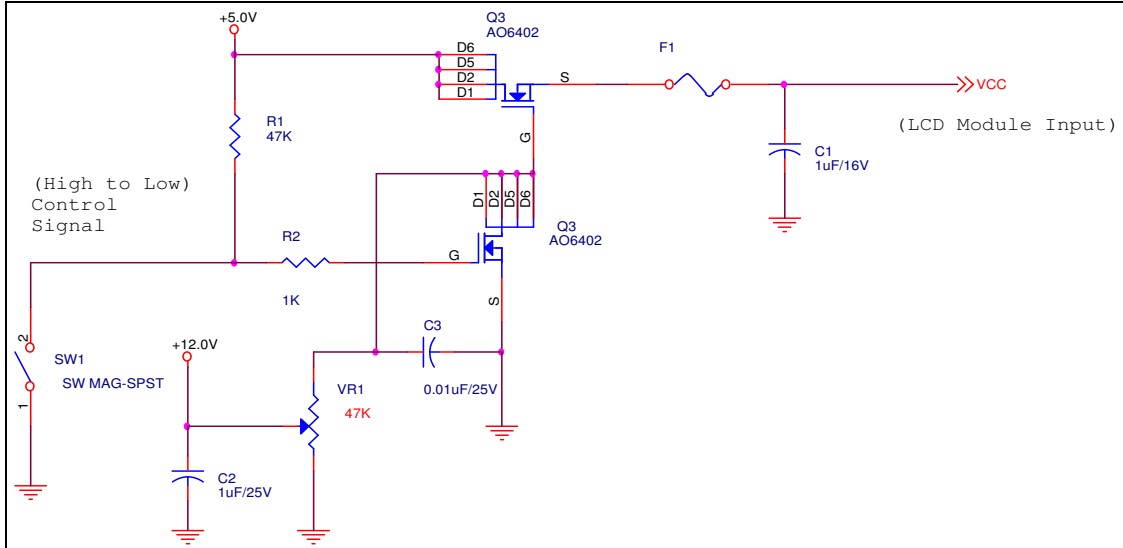 +5.0V
Q3
AO6402
D6
D5
D2
D1
S
F1
VCC
(LCD Module Input)
R1
47K
G
C1
1uF/16V
(High to Low)
Control
Signal
D1
D2
D5
D6
Q3
AO6402
R2
G
1K
S
+12.0V
C3
2
SW1
SW MAG-SPST
1
VR1
47K
0.01uF/25V
C2
1uF/25V